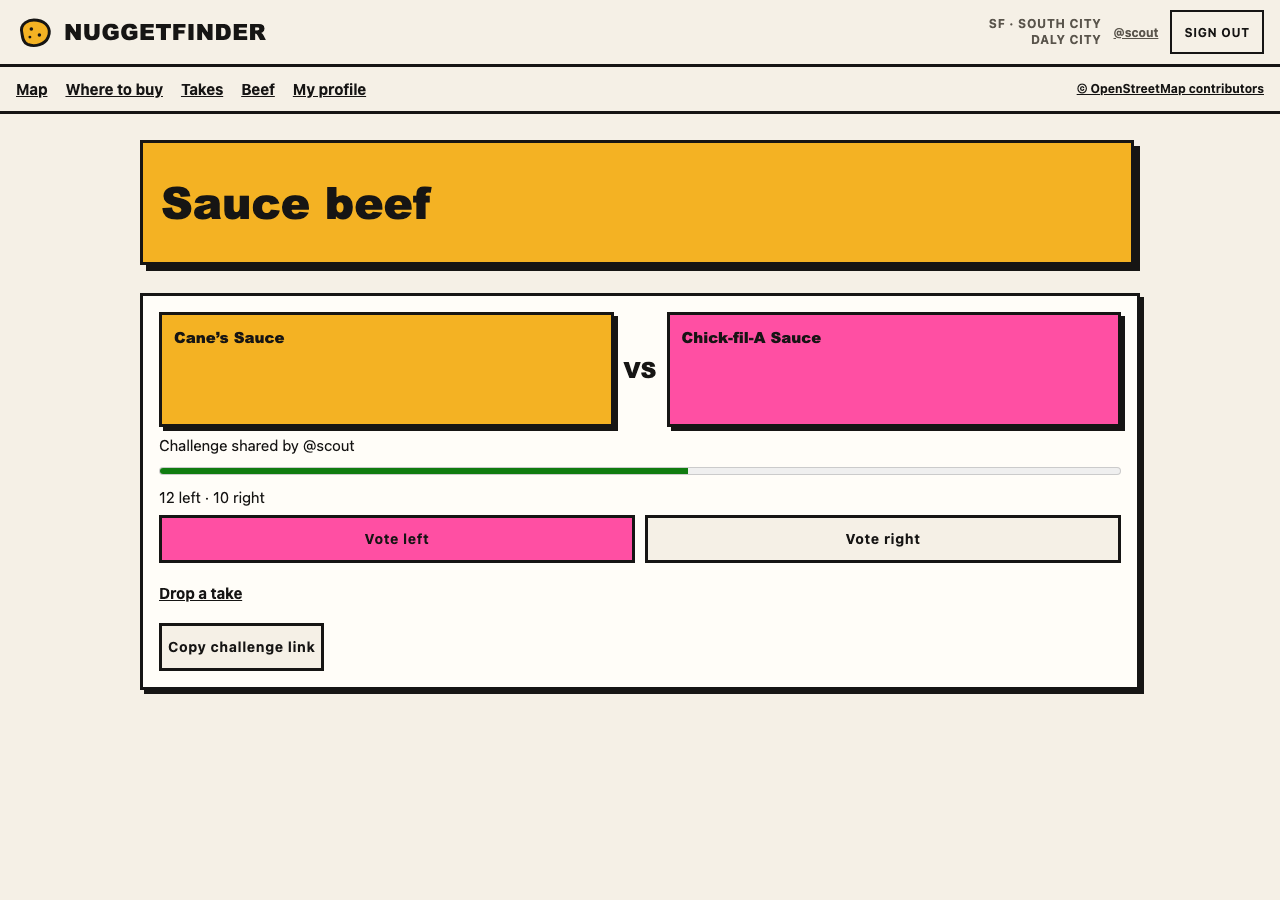 NUGGETFINDER
SF · SOUTH CITY
DALY CITY
@scout
SIGN OUT
Map
Where to buy
Takes
Beef
My profile
© OpenStreetMap contributors
Sauce beef
Cane’s Sauce
VS
Chick-fil-A Sauce
Challenge shared by @scout
12 left · 10 right
Vote left
Vote right
Drop a take
Copy challenge link